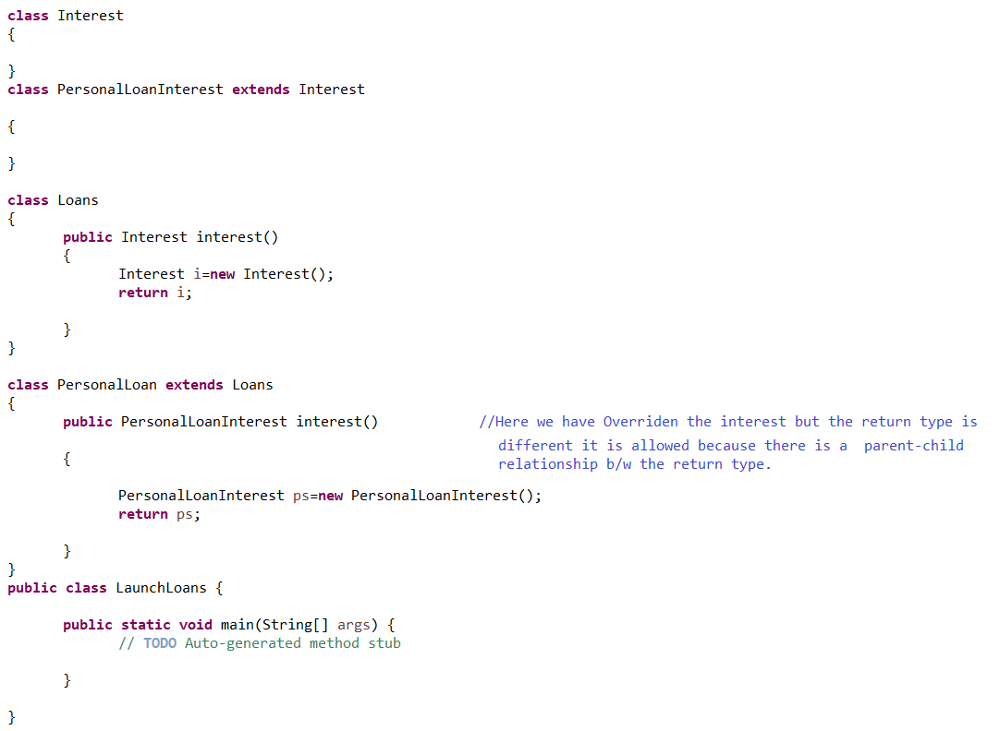 class Interest
{
}
class PersonalLoanInterest extends Interest
{
}
class Loans
{
public Interest interest()
{
Interest i=new Interest();
return i;
}
}
class PersonalLoan extends Loans
{
public PersonalLoanInterest interest() //Here we have Overriden the interest but the return type is
different it is allowed because there is a parent-child
{
relationship b/w the return type.
PersonalLoanInterest ps=new PersonalLoanInterest();
return ps;
}
}
public class LaunchLoans {
public static void main(String[] args) {
// TODO Auto-generated method stub
}
}